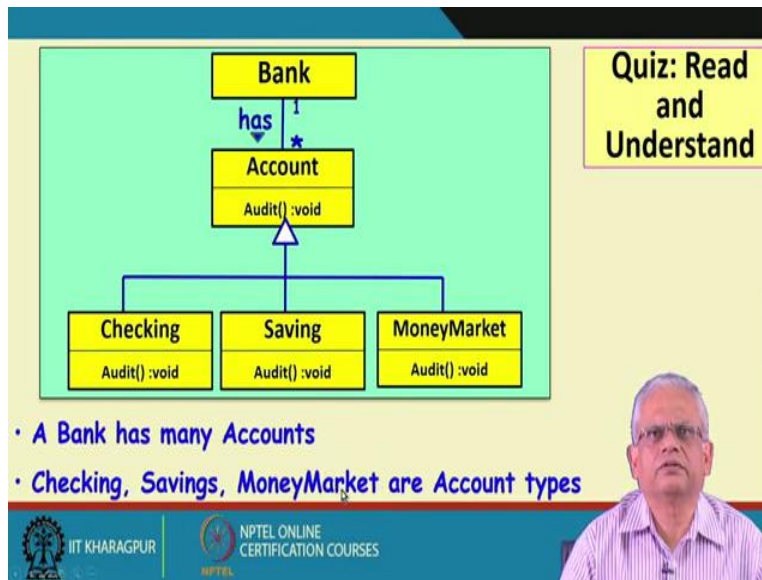 Bank
1
has
*
Account
Audit() :void
Checking
Audit() :void
Saving
Audit() :void
MoneyMarket
Audit() :void
Quiz: Read
and
Understand
• A Bank has many Accounts
• Checking, Savings, MoneyMarket are Account types
IIT KHARAGPUR
NPTEL ONLINE
CERTIFICATION COURSES
NPTEL